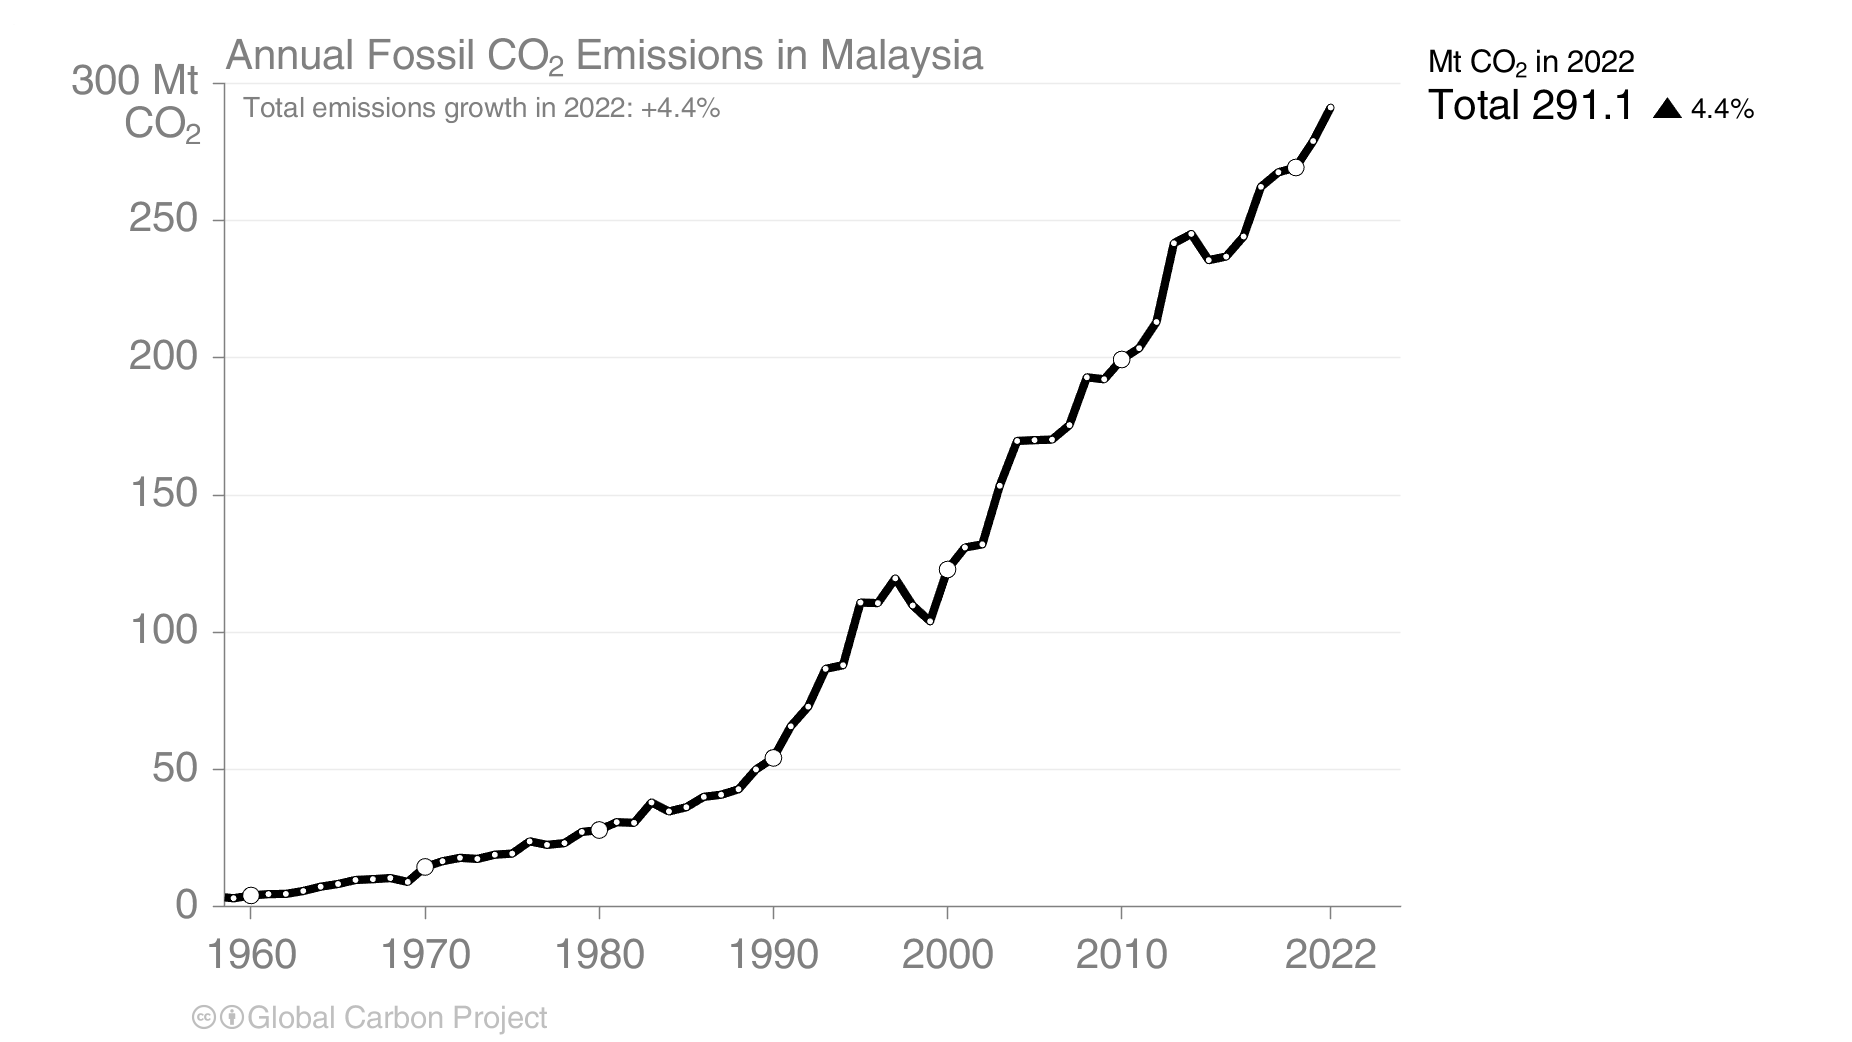 Annual Fossil CO₂ Emissions in Malaysia
Total emissions growth in 2022: +4.4%
300 Mt
CO₂
250
200
150
100
50
0
1960 1970 1980 1990 2000 2010 2022
Mt CO₂ in 2022
Total 291.1 ▲ 4.4%
cc Global Carbon Project